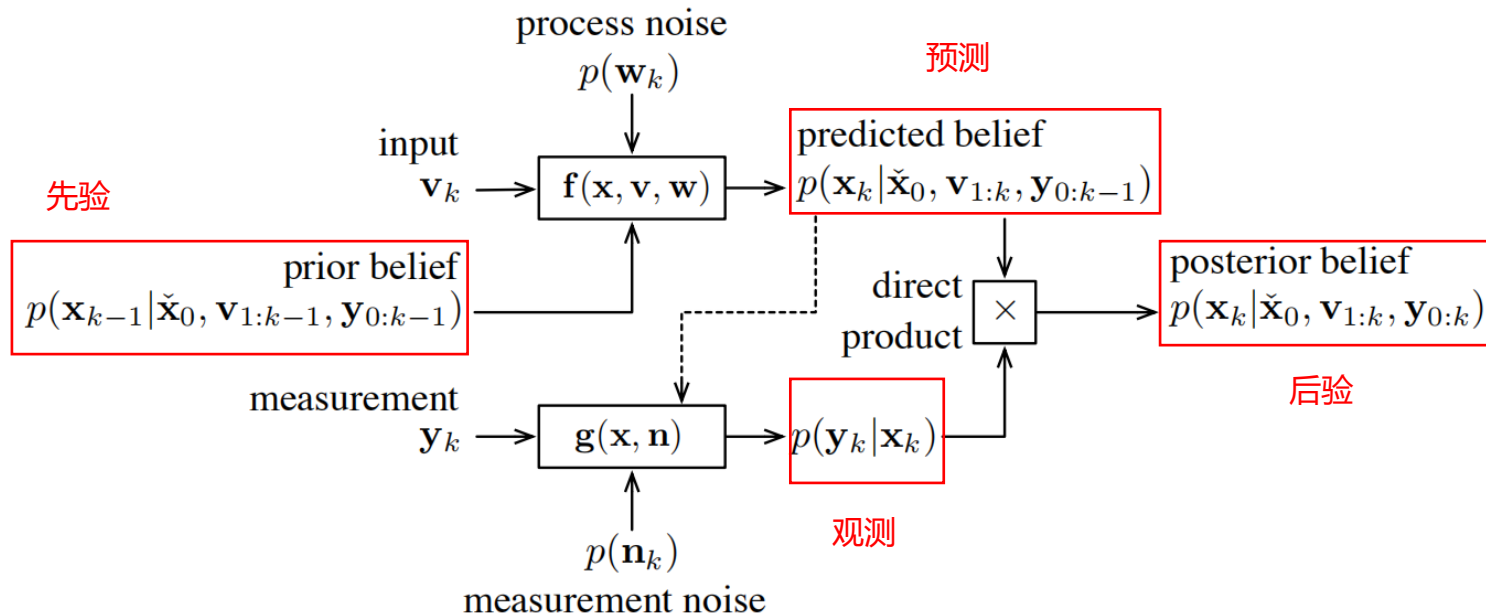 process noise
p(w_k)
预测
input
v_k
f(x, v, w)
predicted belief
p(x_k|x̌_0, v_{1:k}, y_{0:k−1})
先验
prior belief
p(x_{k−1}|x̌_0, v_{1:k−1}, y_{0:k−1})
direct
product
×
posterior belief
p(x_k|x̌_0, v_{1:k}, y_{0:k})
后验
measurement
y_k
g(x, n)
p(y_k|x_k)
观测
p(n_k)
measurement noise